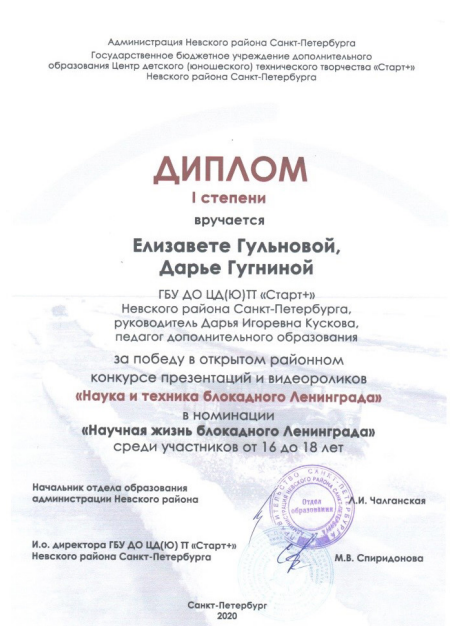 Администрация Невского района Санкт-Петербурга
Государственное бюджетное учреждение дополнительного
образования Центр детского (юношеского) технического творчества «Старт+»
Невского района Санкт-Петербурга
ДИПЛОМ
I степени
вручается
Елизавете Гульновой,
Дарье Гугниной
ГБУ ДО ЦД(Ю)ТТ «Старт+»
Невского района Санкт-Петербурга,
руководитель Дарья Игоревна Кускова,
педагог дополнительного образования
за победу в открытом районном
конкурсе презентаций и видеороликов
«Наука и техника блокадного Ленинграда»
в номинации
«Научная жизнь блокадного Ленинграда»
среди участников от 16 до 18 лет
Начальник отдела образования
администрации Невского района
Л.И. Чалганская
Отдел
образования
И.о. директора ГБУ ДО ЦД(Ю) ТТ «Старт+»
Невского района Санкт-Петербурга
М.В. Спиридонова
Санкт-Петербург
2020